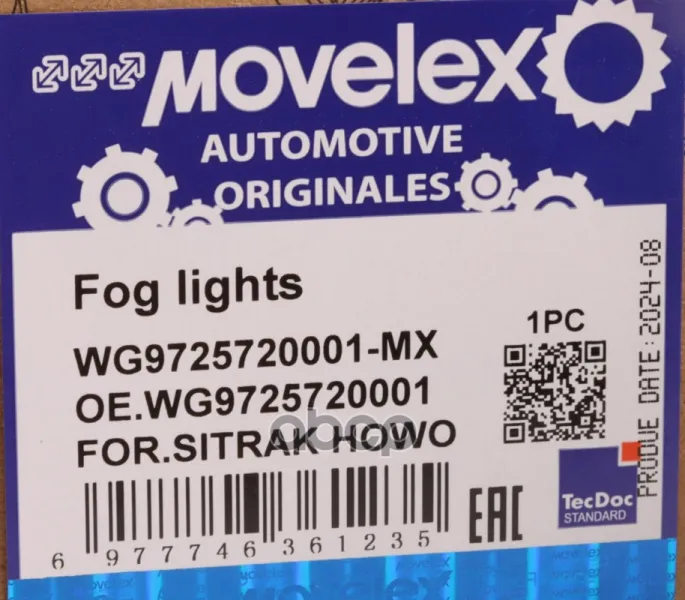 MOVELEX
AUTOMOTIVE
ORIGINALES
Fog lights
WG9725720001-MX
OE.WG9725720001
FOR.SITRAK HOWO
1PC
PRODUE DATE: 2024-08
TecDoc
STANDARD
EAC
6 977746 361235
MOVELEX